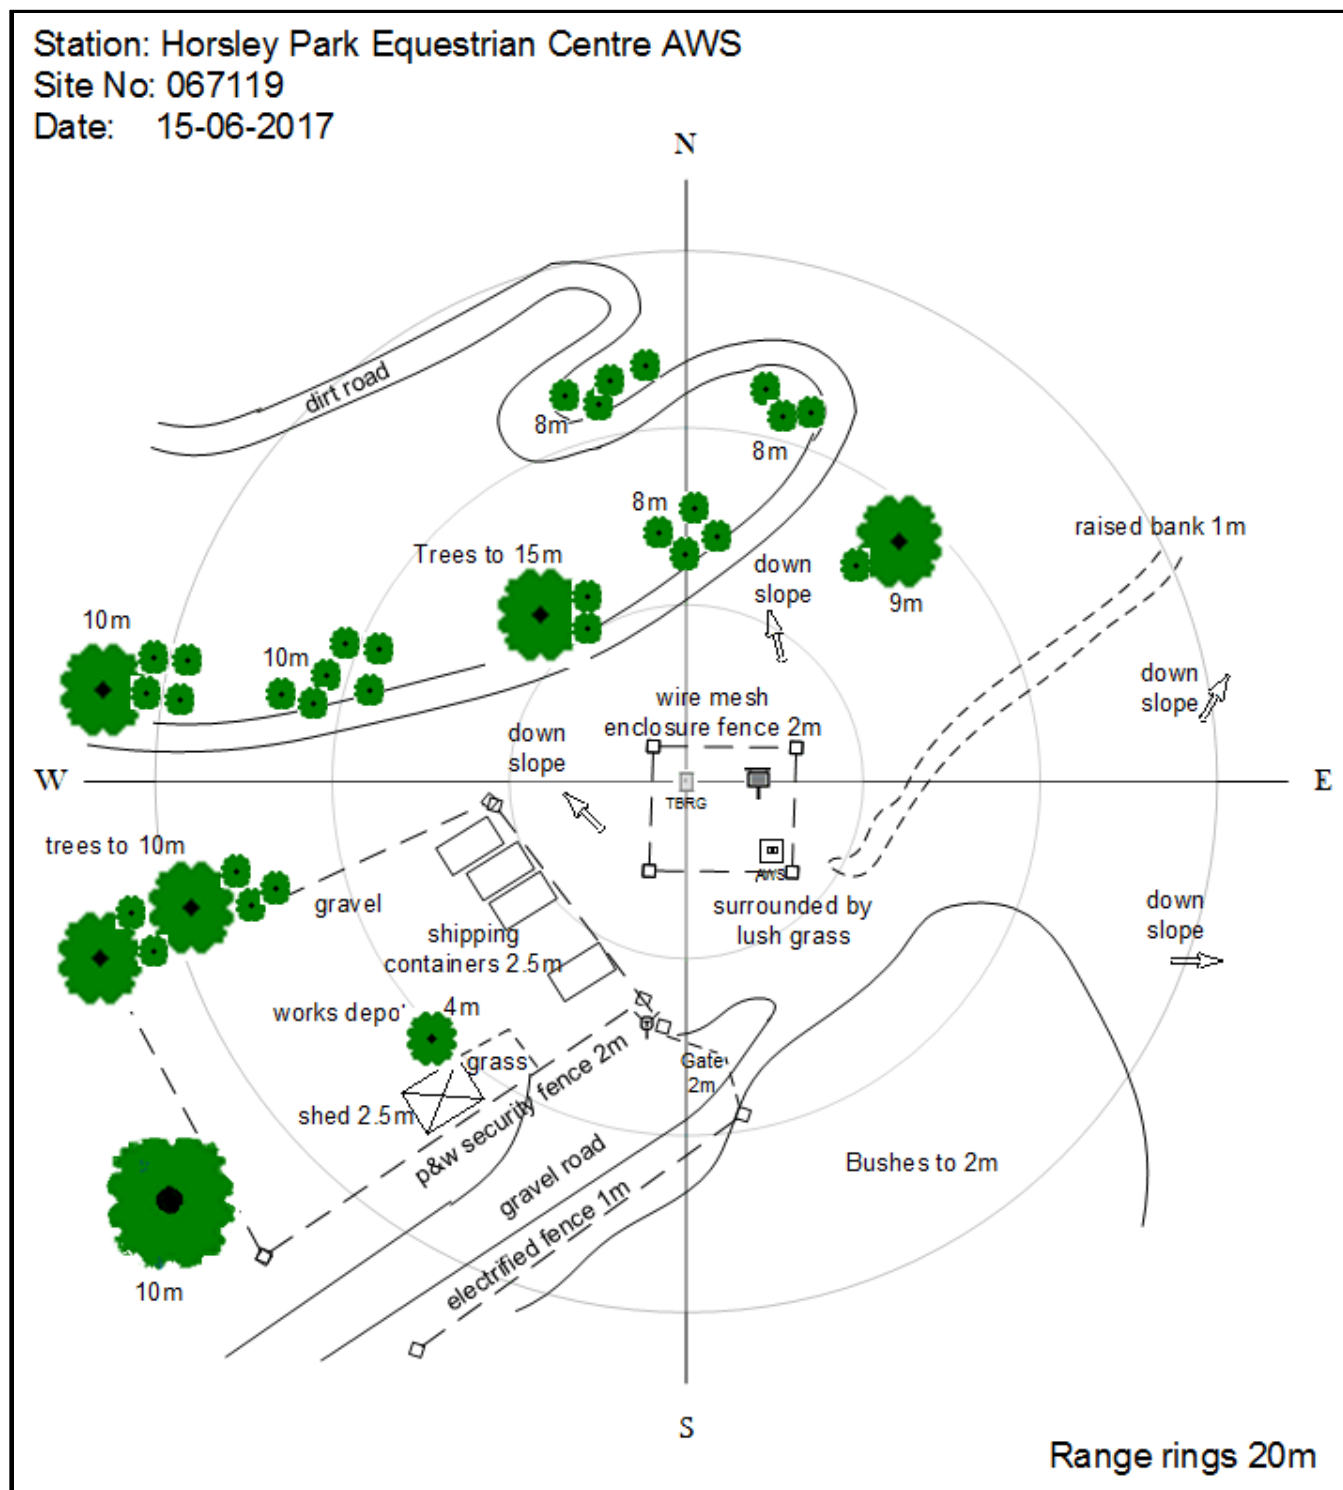 Station: Horsley Park Equestrian Centre AWS
Site No: 067119
Date: 15-06-2017
N
dirt road
8m
8m
8m
raised bank 1m
Trees to 15m
down
slope
9m
10m
10m
down
slope
wire mesh
enclosure fence 2m
down
slope
W
E
TBRG
trees to 10m
AWS
gravel
surrounded by
lush grass
down
slope
shipping
containers 2.5m
works depo'
4m
grass
Gate
2m
shed 2.5m
p&w security fence 2m
gravel road
Bushes to 2m
electrified fence 1m
10m
S
Range rings 20m